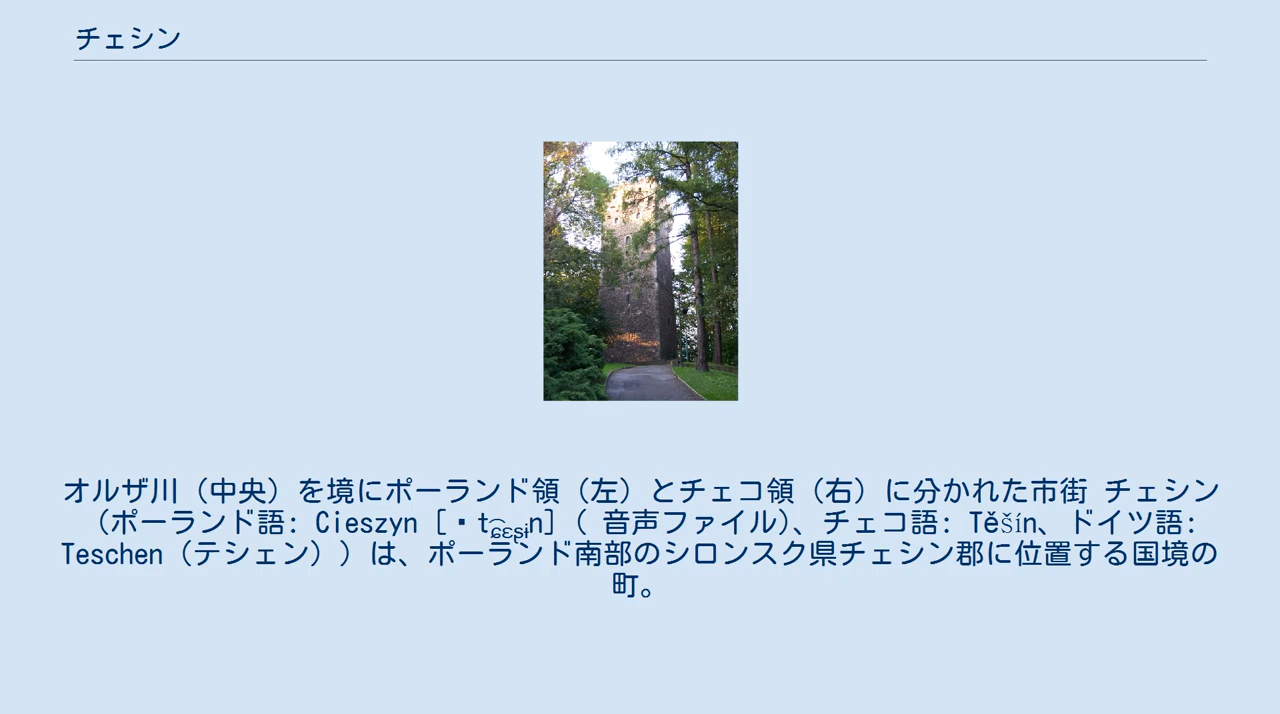 チェシン
オルザ川（中央）を境にポーランド領（左）とチェコ領（右）に分かれた市街 チェシン
（ポーランド語: Cieszyn [ˈt͡ɕɛʂɨn] ( 音声ファイル)、チェコ語: Těšín、ドイツ語:
Teschen（テシェン））は、ポーランド南部のシロンスク県チェシン郡に位置する国境の
町。